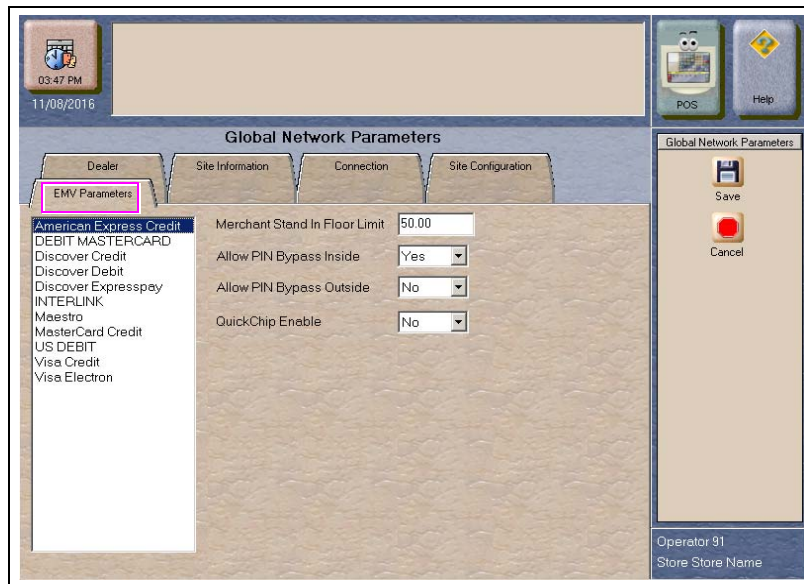 03:47 PM
11/08/2016
POS
Help
Global Network Parameters
Dealer
Site Information
Connection
Site Configuration
EMV Parameters
American Express Credit
DEBIT MASTERCARD
Discover Credit
Discover Debit
Discover Expresspay
INTERLINK
Maestro
MasterCard Credit
US DEBIT
Visa Credit
Visa Electron
Merchant Stand In Floor Limit 50.00
Allow PIN Bypass Inside Yes
Allow PIN Bypass Outside No
QuickChip Enable No
Global Network Parameters
Save
Cancel
Operator 91
Store Store Name